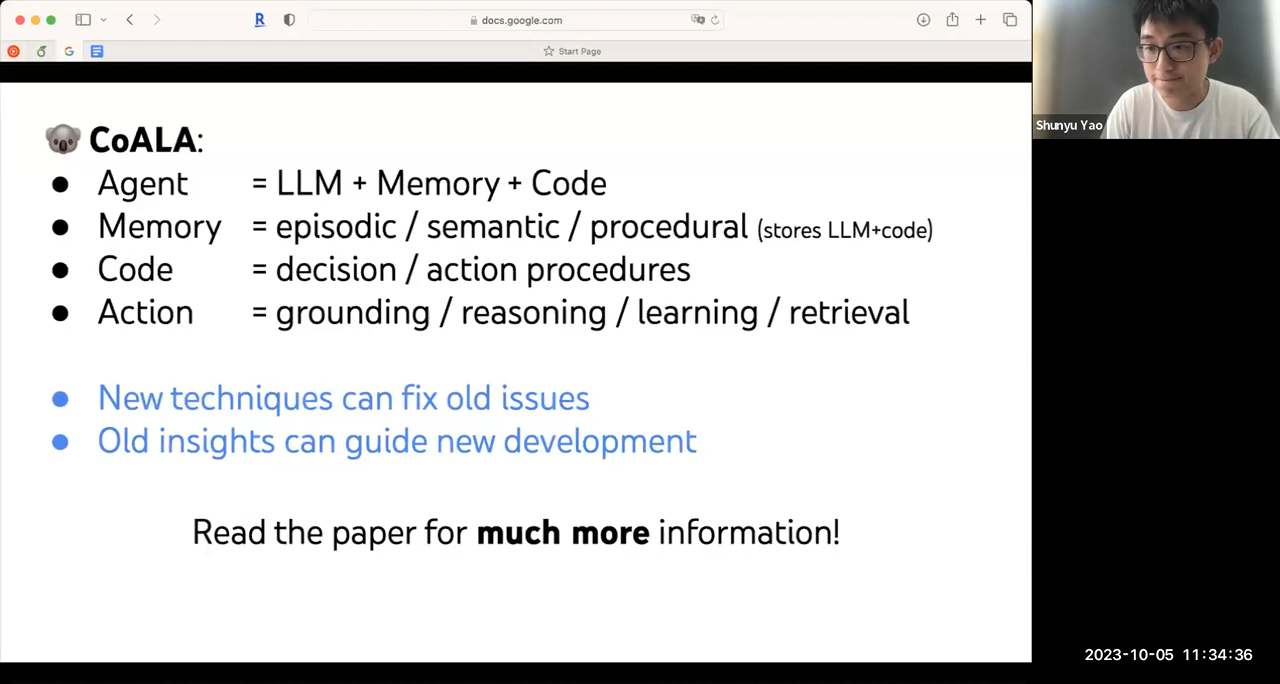 docs.google.com
Start Page
CoALA:
● Agent = LLM + Memory + Code
● Memory = episodic / semantic / procedural (stores LLM+code)
● Code = decision / action procedures
● Action = grounding / reasoning / learning / retrieval
● New techniques can fix old issues
● Old insights can guide new development
Read the paper for much more information!
Shunyu Yao
2023-10-05 11:34:36